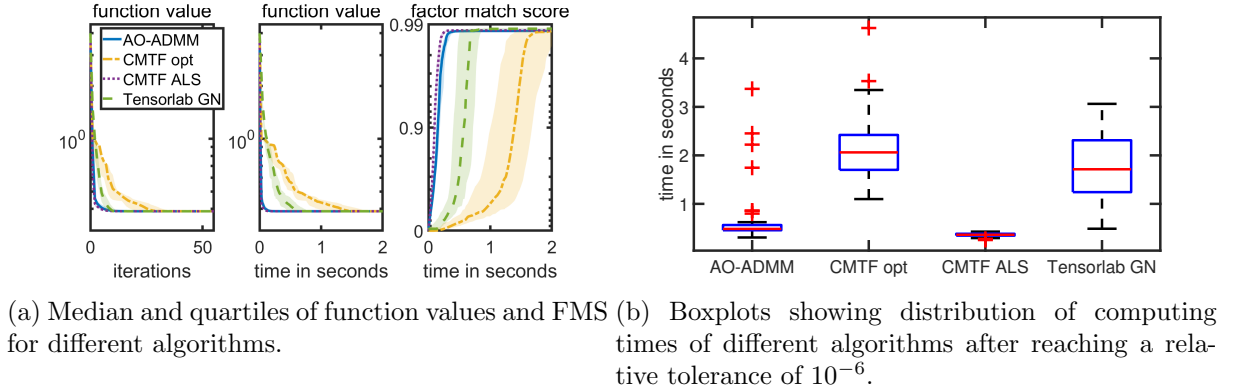 function value
function value
factor match score
AO-ADMM
CMTF opt
CMTF ALS
Tensorlab GN
10^0
0
50
iterations
10^0
0
1
2
time in seconds
0.99
0.9
0
0
1
2
time in seconds
(a) Median and quartiles of function values and FMS
for different algorithms.
time in seconds
4
3
2
1
AO-ADMM
CMTF opt
CMTF ALS
Tensorlab GN
(b) Boxplots showing distribution of computing
times of different algorithms after reaching a rela-
tive tolerance of 10^{-6}.